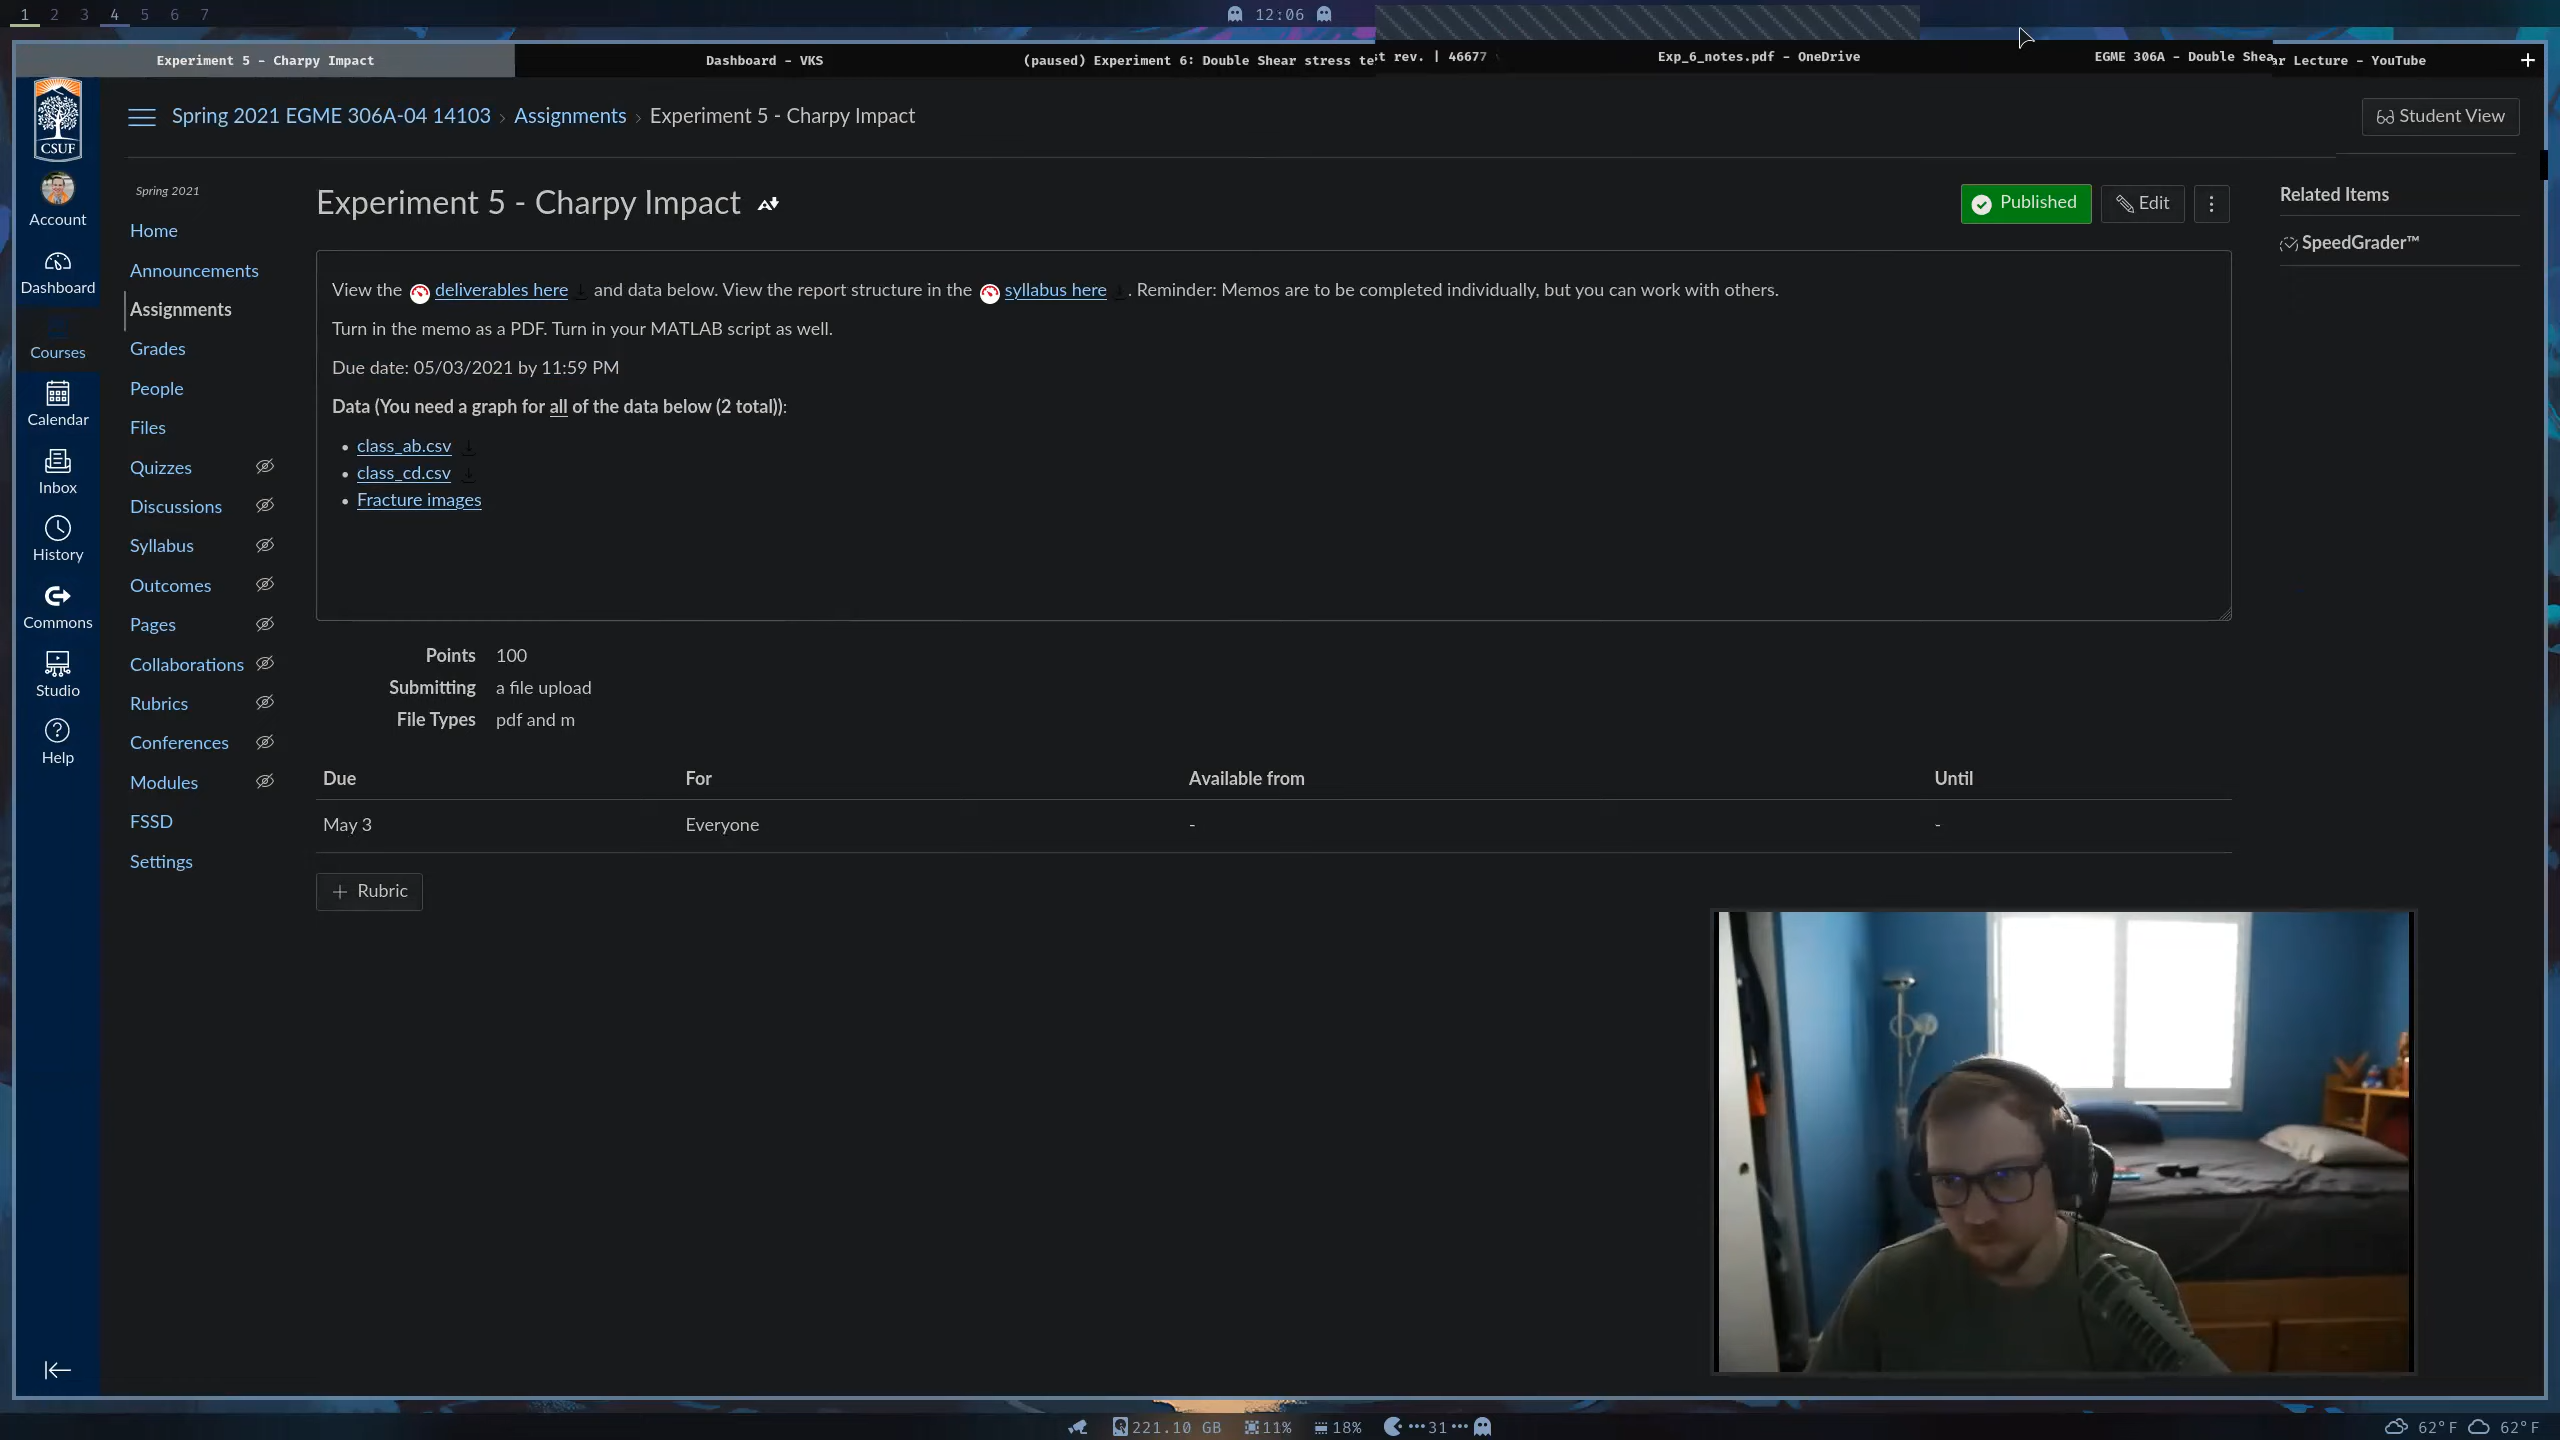 1 2 3 4 5 6 7
12:06
Experiment 5 - Charpy Impact
Dashboard - VKS
(paused) Experiment 6: Double Shear stress te
st rev. | 46677
Exp_6_notes.pdf - OneDrive
EGME 306A - Double Shea
ar Lecture - YouTube
+
CSUF
Account
Dashboard
Courses
Calendar
Inbox
History
Commons
Studio
Help
Spring 2021 EGME 306A-04 14103 › Assignments › Experiment 5 - Charpy Impact
Student View
Spring 2021
Home
Announcements
Assignments
Grades
People
Files
Quizzes
Discussions
Syllabus
Outcomes
Pages
Collaborations
Rubrics
Conferences
Modules
FSSD
Settings
Experiment 5 - Charpy Impact
Published
Edit
Related Items
SpeedGrader™
View the deliverables here and data below. View the report structure in the syllabus here . Reminder: Memos are to be completed individually, but you can work with others.
Turn in the memo as a PDF. Turn in your MATLAB script as well.
Due date: 05/03/2021 by 11:59 PM
Data (You need a graph for all of the data below (2 total)):
• class_ab.csv
• class_cd.csv
• Fracture images
Points 100
Submitting a file upload
File Types pdf and m
Due For Available from Until
May 3 Everyone - -
+ Rubric
221.10 GB 11% 18% 31
62°F 62°F